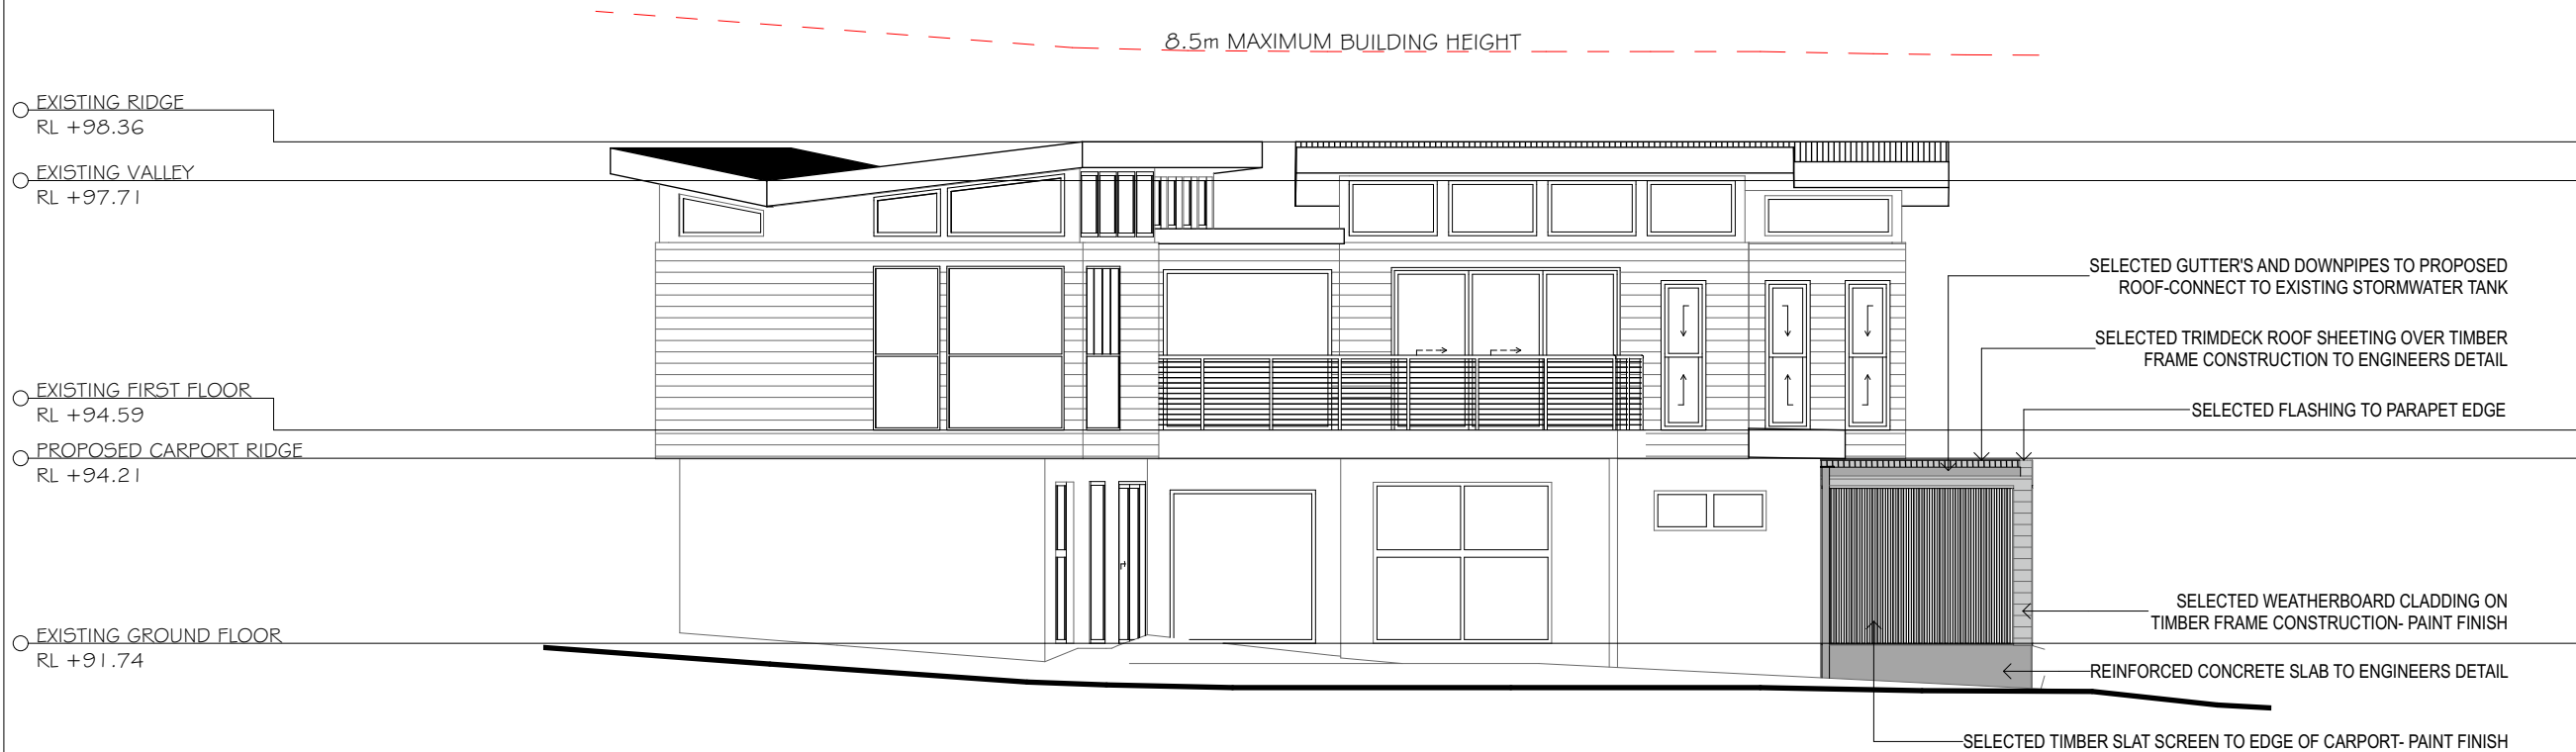 8.5m MAXIMUM BUILDING HEIGHT
EXISTING RIDGE
RL +98.36
EXISTING VALLEY
RL +97.71
EXISTING FIRST FLOOR
RL +94.59
PROPOSED CARPORT RIDGE
RL +94.21
EXISTING GROUND FLOOR
RL +91.74
SELECTED GUTTER'S AND DOWNPIPES TO PROPOSED
ROOF-CONNECT TO EXISTING STORMWATER TANK
SELECTED TRIMDECK ROOF SHEETING OVER TIMBER
FRAME CONSTRUCTION TO ENGINEERS DETAIL
SELECTED FLASHING TO PARAPET EDGE
SELECTED WEATHERBOARD CLADDING ON
TIMBER FRAME CONSTRUCTION- PAINT FINISH
REINFORCED CONCRETE SLAB TO ENGINEERS DETAIL
SELECTED TIMBER SLAT SCREEN TO EDGE OF CARPORT- PAINT FINISH